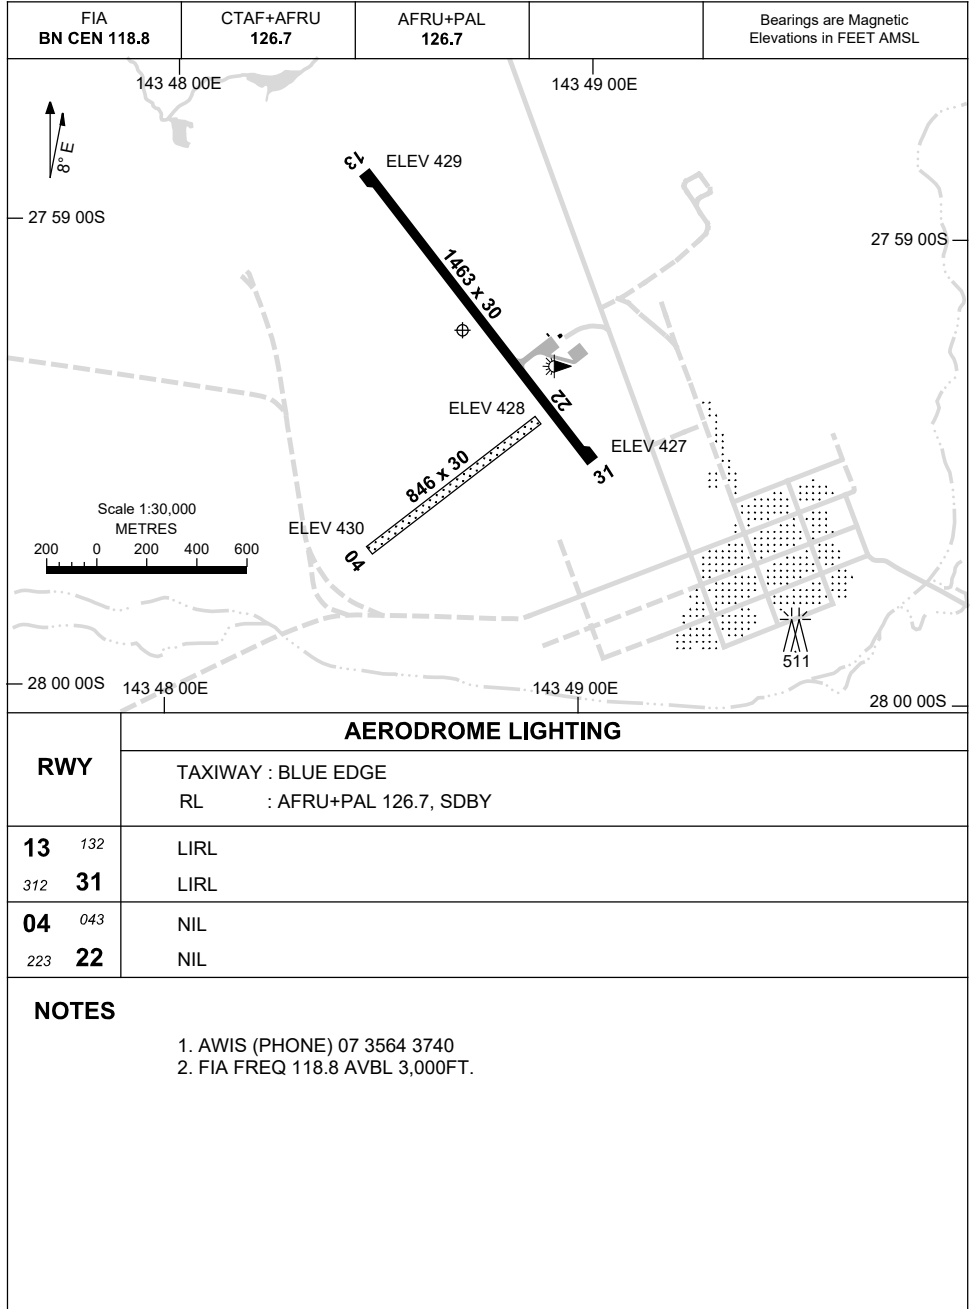 FIA
BN CEN 118.8
CTAF+AFRU
126.7
AFRU+PAL
126.7
Bearings are Magnetic
Elevations in FEET AMSL
143 48 00E
143 49 00E
8° E
13
ELEV 429
27 59 00S
27 59 00S
1463 x 30
22
ELEV 428
ELEV 427
31
846 x 30
Scale 1:30,000
METRES
200 0 200 400 600
ELEV 430
04
511
28 00 00S
143 48 00E
143 49 00E
28 00 00S
RWY
AERODROME LIGHTING
TAXIWAY : BLUE EDGE
RL : AFRU+PAL 126.7, SDBY
13 132 LIRL
312 31 LIRL
04 043 NIL
223 22 NIL
NOTES
1. AWIS (PHONE) 07 3564 3740
2. FIA FREQ 118.8 AVBL 3,000FT.